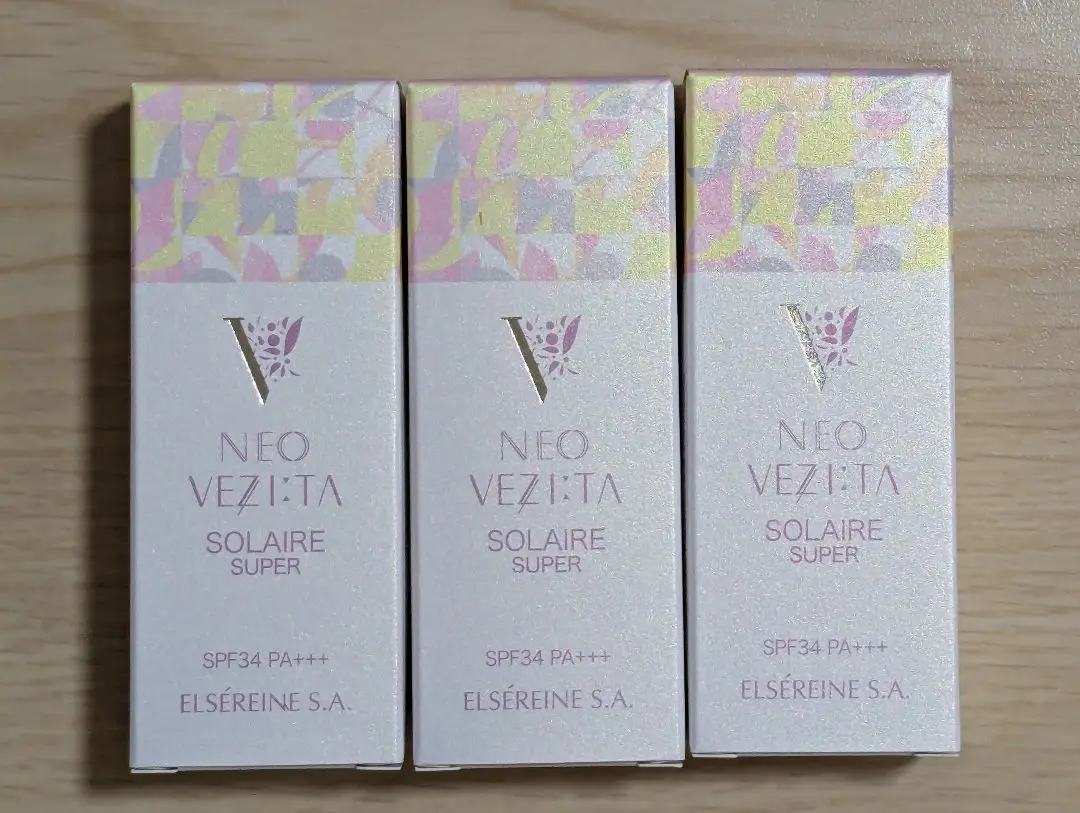 V
NEO
VEZI:TA
SOLAIRE
SUPER
SPF34 PA+++
ELSÉREINE S.A.
V
NEO
VEZI:TA
SOLAIRE
SUPER
SPF34 PA+++
ELSÉREINE S.A.
V
NEO
VEZI:TA
SOLAIRE
SUPER
SPF34 PA+++
ELSÉREINE S.A.